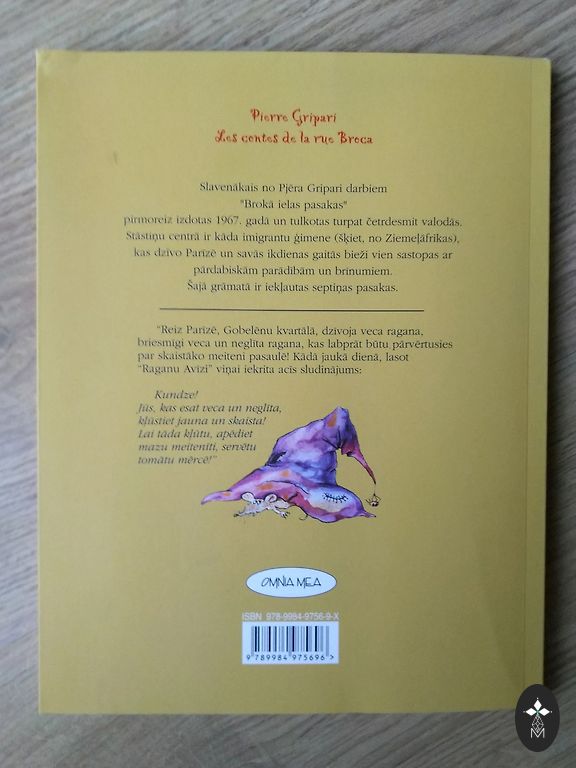 Pierre Gripari
Les contes de la rue Broca
Slavenākais no Pjēra Gripari darbiem
"Brokā ielas pasakas"
pirmoreiz izdotas 1967. gadā un tulkotas turpat četrdesmit valodās.
Stāstiņu centrā ir kāda imigrantu ģimene (šķiet, no Ziemeļāfrikas),
kas dzīvo Parīzē un savās ikdienas gaitās bieži vien sastopas ar
pārdabiskām parādībām un brīnumiem.
Šajā grāmatā ir iekļautas septiņas pasakas.
"Reiz Parīzē, Gobelēnu kvartālā, dzīvoja veca ragana,
briesmīgi veca un neglīta ragana, kas labprāt būtu pārvērtusies
par skaistāko meiteni pasaulē! Kādā jaukā dienā, lasot
"Raganu Avīzi" viņai iekrita acīs sludinājums:
Kundze!
Jūs, kas esat veca un neglīta,
kļūstiet jauna un skaista!
Lai tāda kļūtu, apēdiet
mazu meitenīti, servētu
tomātu mērcē!"
OMNIA MEA
ISBN 978-9984-9756-9-X
9 789984 975696 >
M